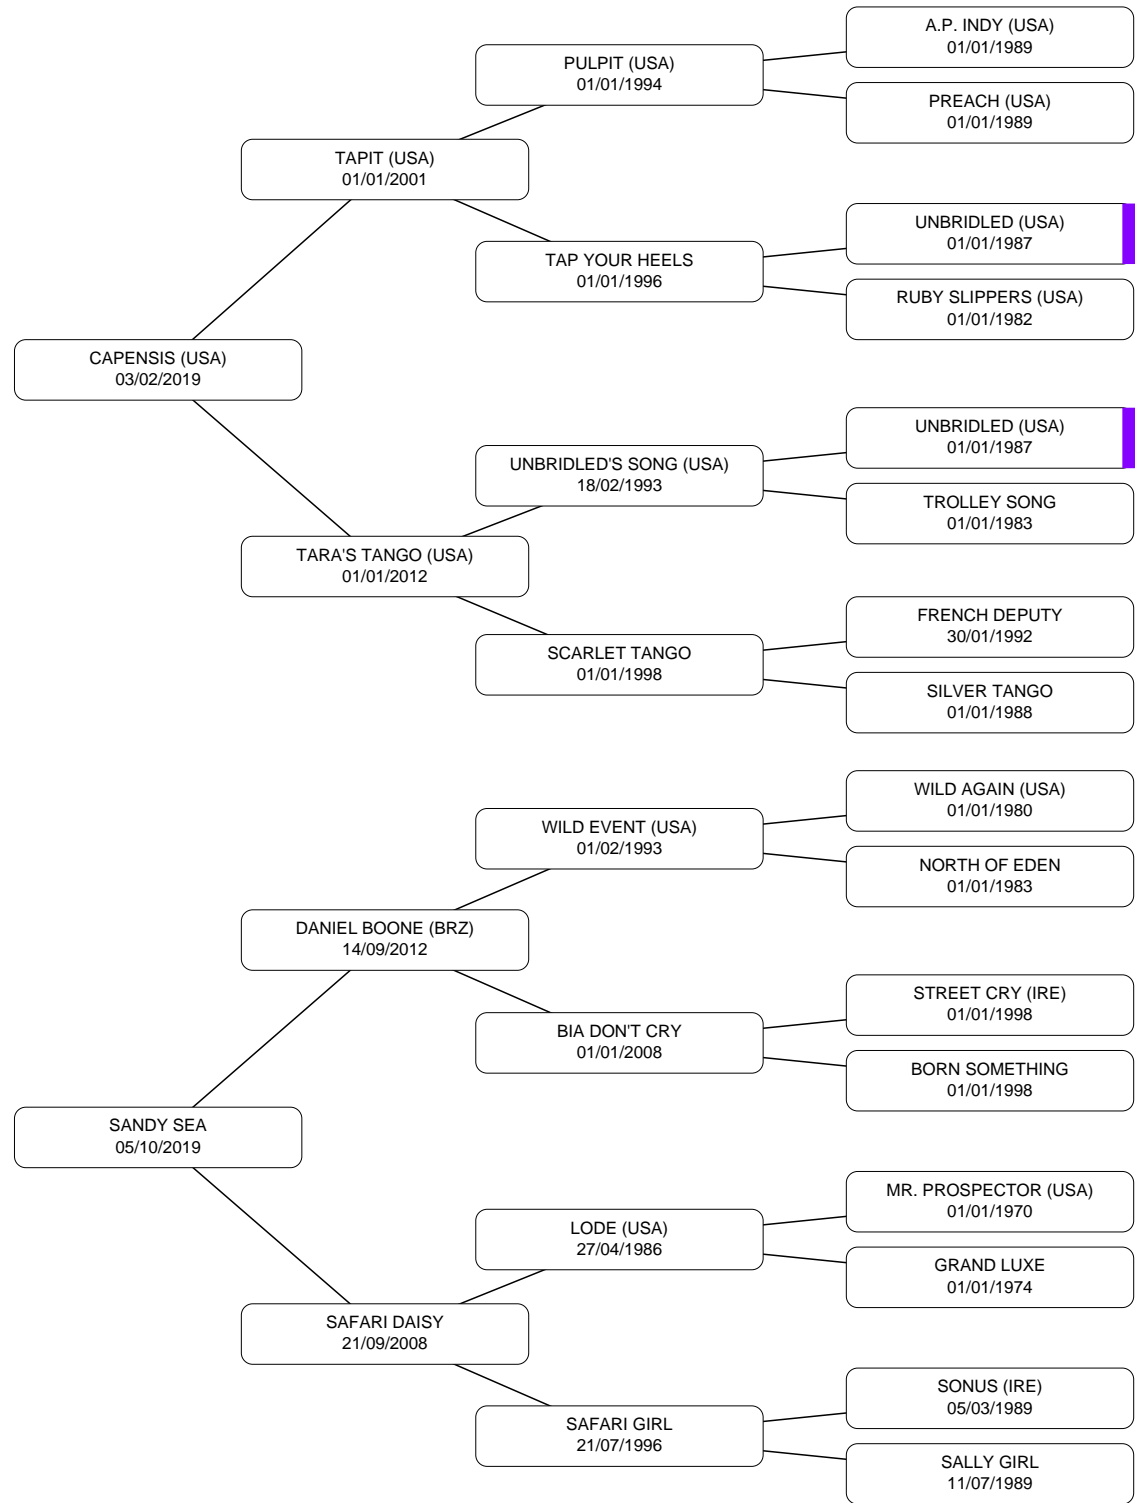 A.P. INDY (USA)
01/01/1989
PULPIT (USA)
01/01/1994
PREACH (USA)
01/01/1989
TAPIT (USA)
01/01/2001
UNBRIDLED (USA)
01/01/1987
TAP YOUR HEELS
01/01/1996
RUBY SLIPPERS (USA)
01/01/1982
CAPENSIS (USA)
03/02/2019
UNBRIDLED (USA)
01/01/1987
UNBRIDLED'S SONG (USA)
18/02/1993
TROLLEY SONG
01/01/1983
TARA'S TANGO (USA)
01/01/2012
FRENCH DEPUTY
30/01/1992
SCARLET TANGO
01/01/1998
SILVER TANGO
01/01/1988
WILD AGAIN (USA)
01/01/1980
WILD EVENT (USA)
01/02/1993
NORTH OF EDEN
01/01/1983
DANIEL BOONE (BRZ)
14/09/2012
STREET CRY (IRE)
01/01/1998
BIA DON'T CRY
01/01/2008
BORN SOMETHING
01/01/1998
SANDY SEA
05/10/2019
MR. PROSPECTOR (USA)
01/01/1970
LODE (USA)
27/04/1986
GRAND LUXE
01/01/1974
SAFARI DAISY
21/09/2008
SONUS (IRE)
05/03/1989
SAFARI GIRL
21/07/1996
SALLY GIRL
11/07/1989